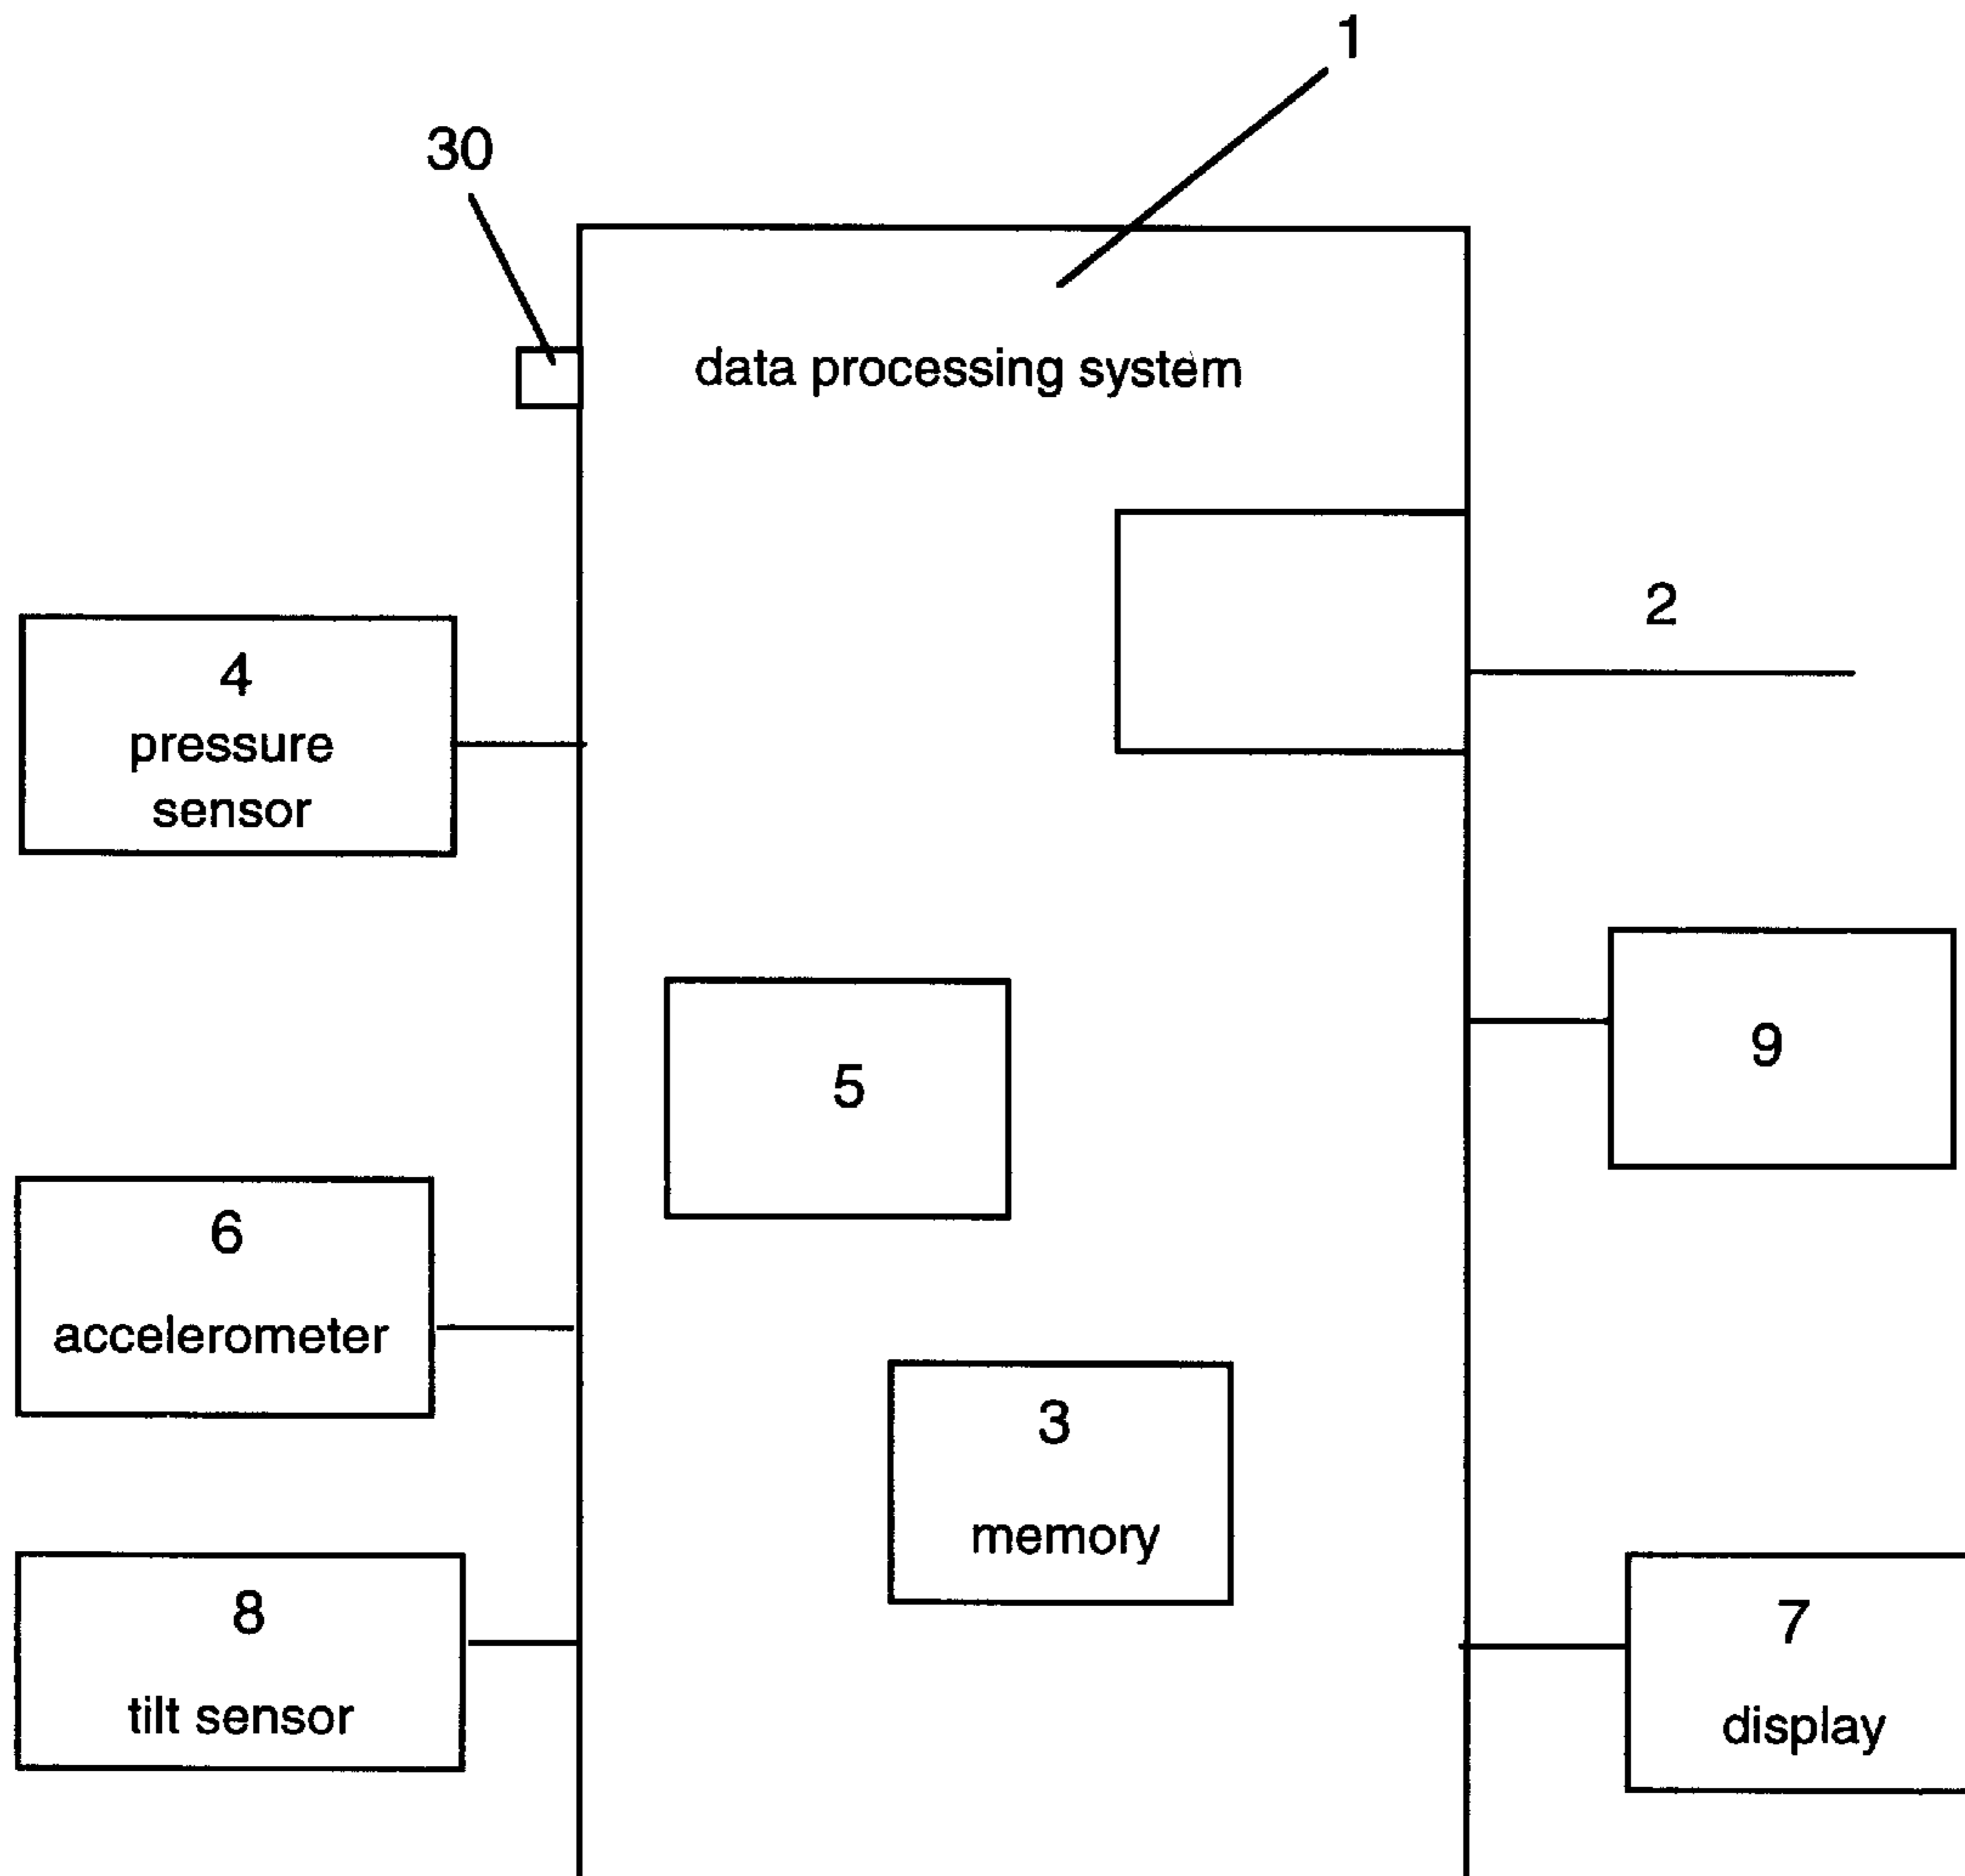 1
30
data processing system
2
4
pressure
sensor
9
5
6
accelerometer
3
memory
8
tilt sensor
7
display